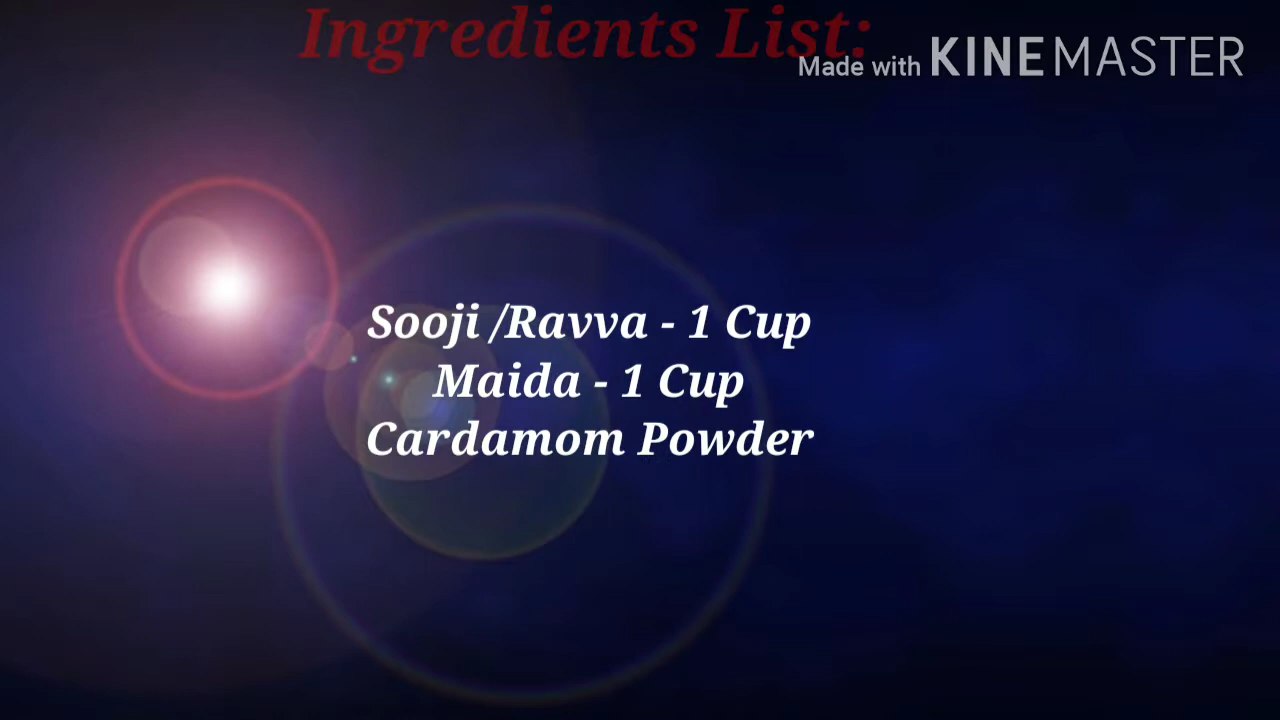 Ingredients List:
Made with KINEMASTER
Sooji /Ravva - 1 Cup
Maida - 1 Cup
Cardamom Powder